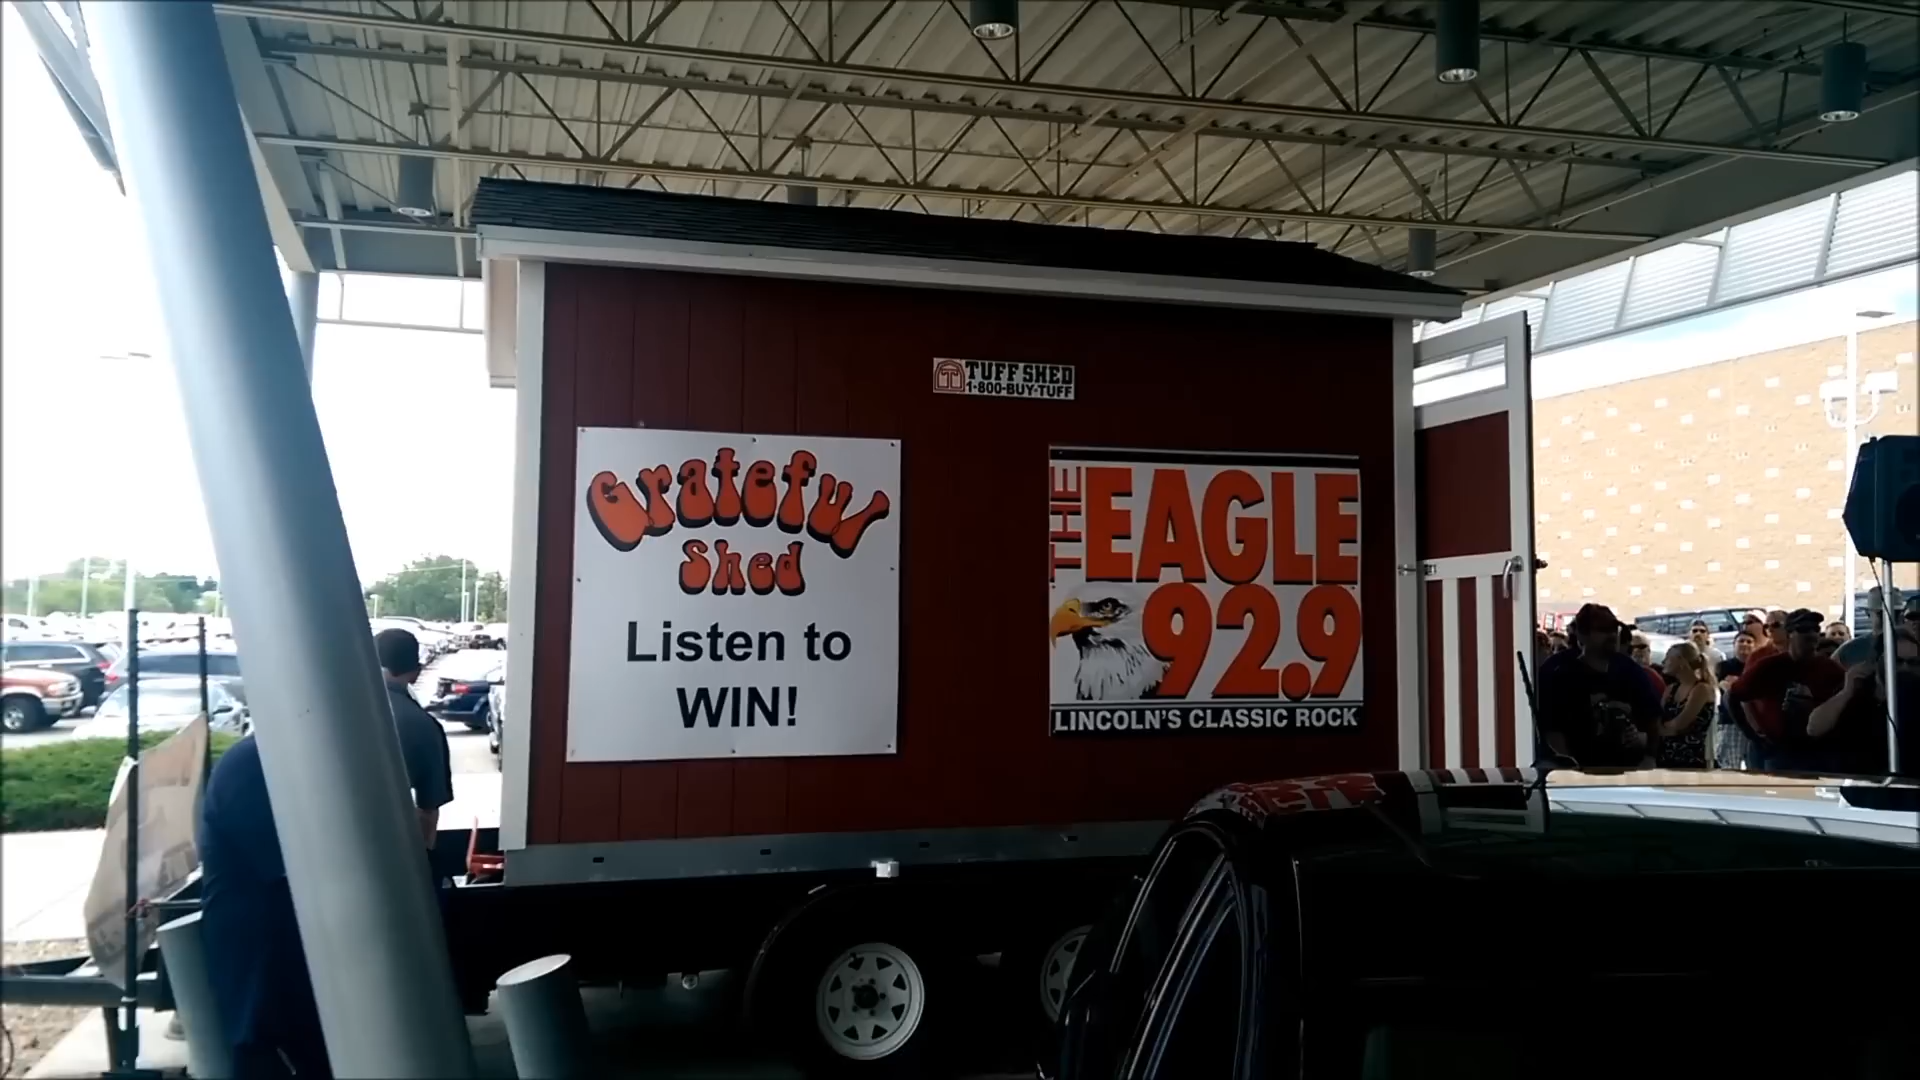 TUFF SHED
1-800-BUY-TUFF
Grateful
Shed
Listen to
WIN!
THE
EAGLE
92.9
LINCOLN'S CLASSIC ROCK